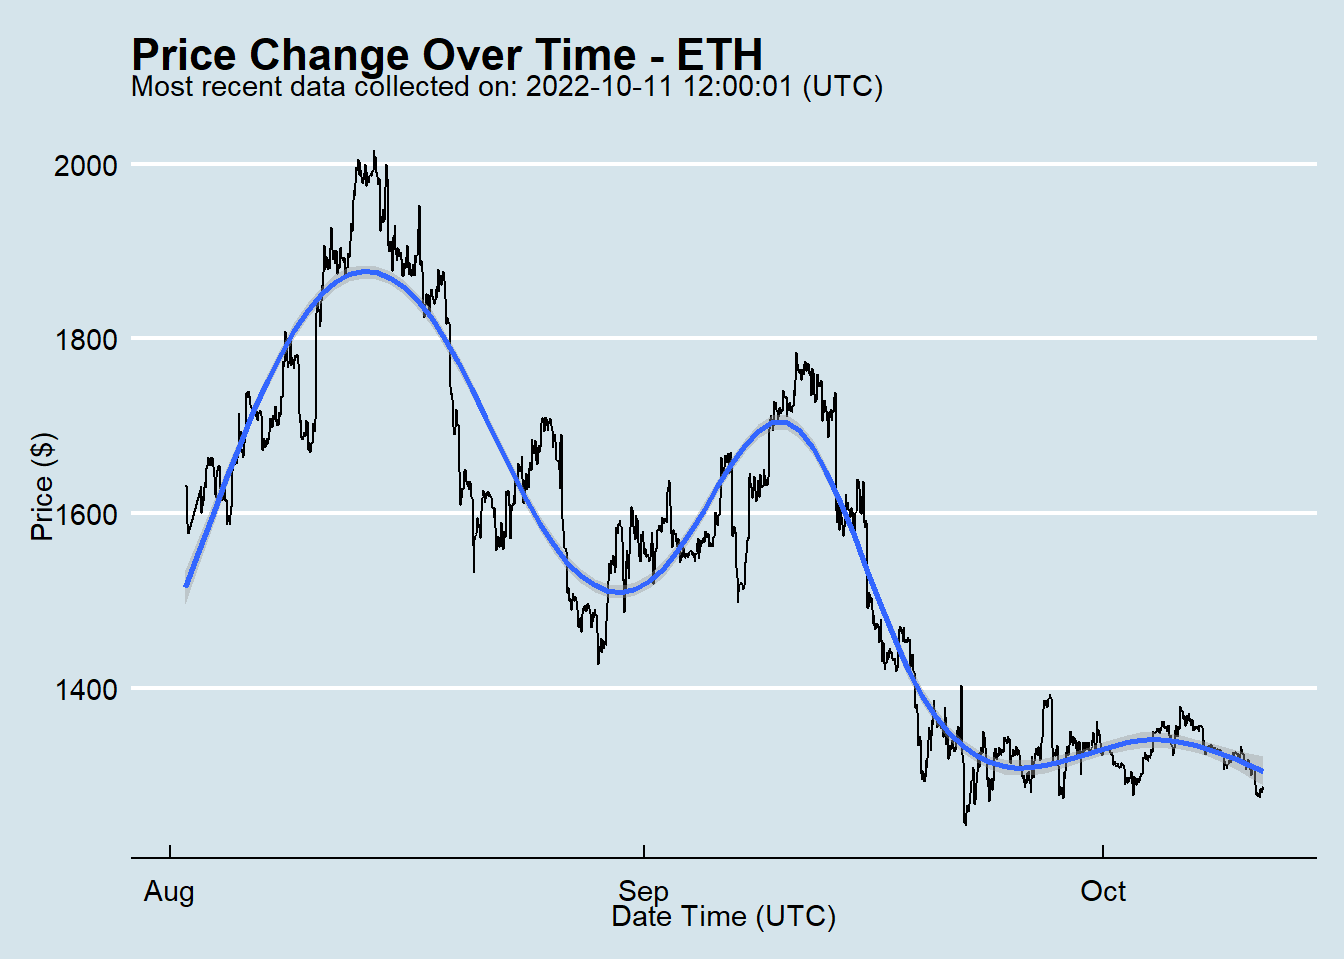 Price Change Over Time - ETH
Most recent data collected on: 2022-10-11 12:00:01 (UTC)
Price ($)
2000
1800
1600
1400
Aug
Sep
Oct
Date Time (UTC)